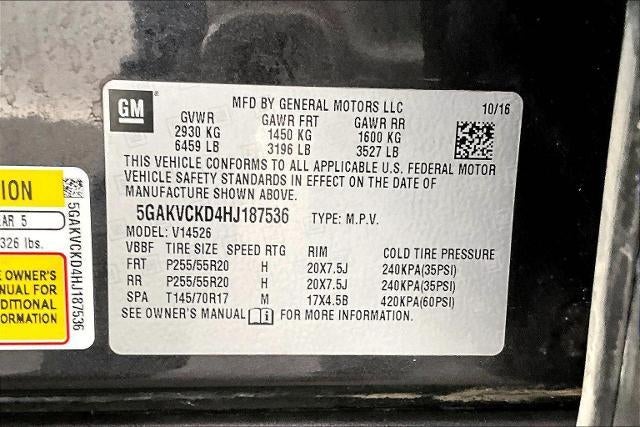 GM
MFD BY GENERAL MOTORS LLC 10/16
GVWR GAWR FRT GAWR RR
2930 KG 1450 KG 1600 KG
6459 LB 3196 LB 3527 LB
THIS VEHICLE CONFORMS TO ALL APPLICABLE U.S. FEDERAL MOTOR
VEHICLE SAFETY STANDARDS IN EFFECT ON THE DATE OF
MANUFACTURE SHOWN ABOVE.
5GAKVCKD4HJ187536 TYPE: M.P.V.
MODEL: V14526
VBBF TIRE SIZE SPEED RTG RIM COLD TIRE PRESSURE
FRT P255/55R20 H 20X7.5J 240KPA(35PSI)
RR P255/55R20 H 20X7.5J 240KPA(35PSI)
SPA T145/70R17 M 17X4.5B 420KPA(60PSI)
SEE OWNER'S MANUAL i FOR MORE INFORMATION.
ION
EAR 5
326 lbs.
E OWNER'S
NUAL FOR
DDITIONAL
FORMATION
5GAKVCKD4HJ187536